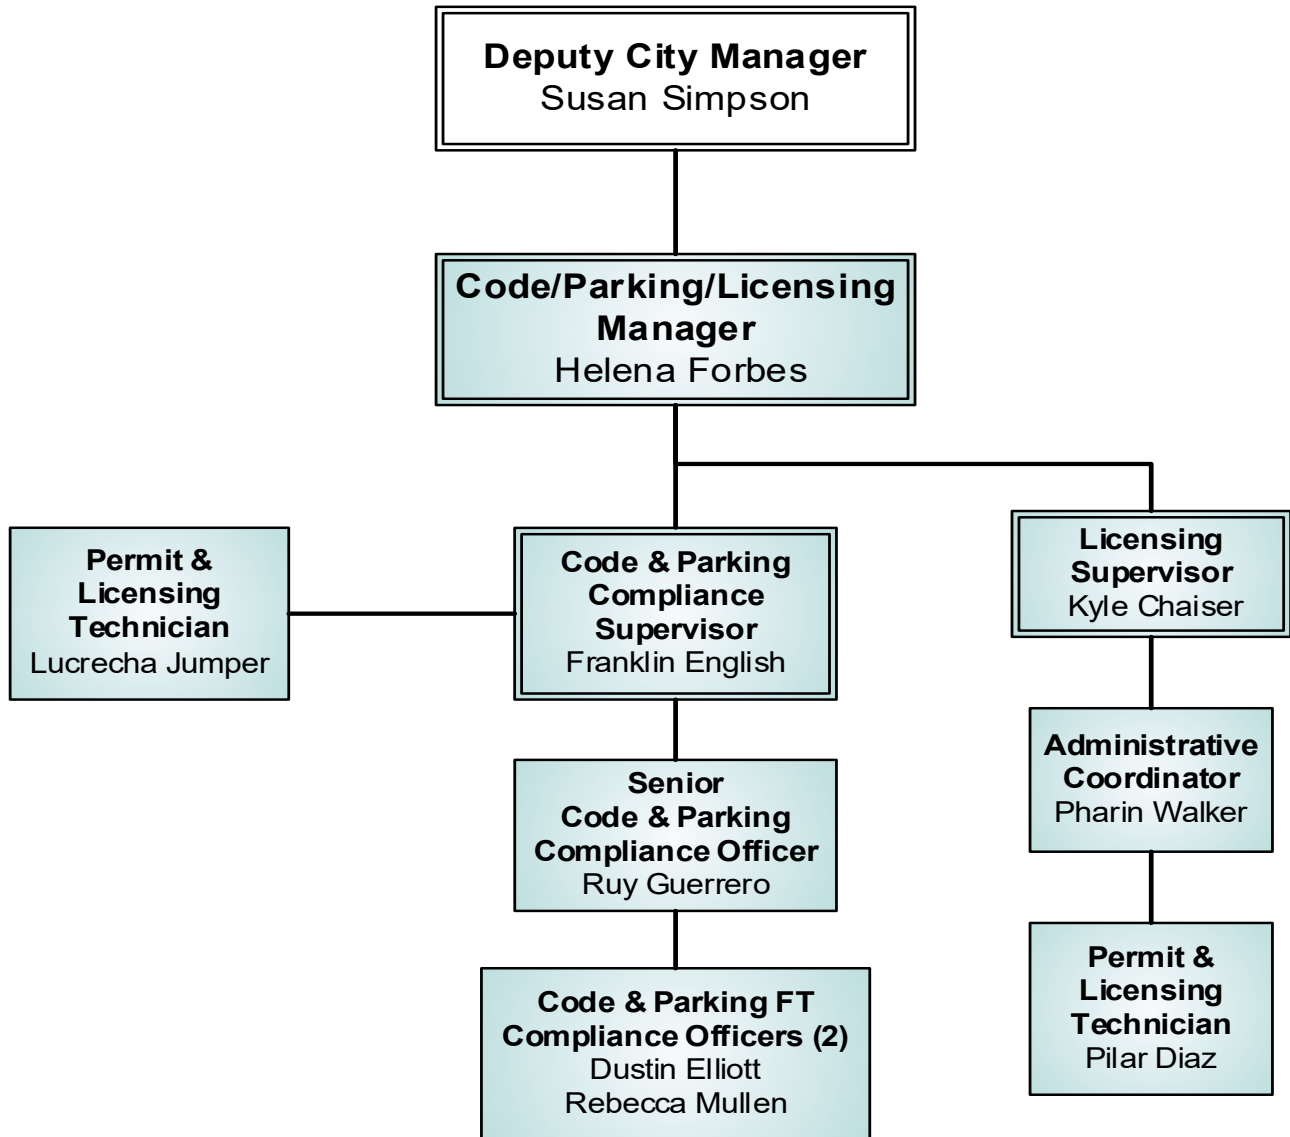 Deputy City Manager
Susan Simpson
Code/Parking/Licensing
Manager
Helena Forbes
Permit &
Licensing
Technician
Lucrecha Jumper
Code & Parking
Compliance
Supervisor
Franklin English
Licensing
Supervisor
Kyle Chaiser
Senior
Code & Parking
Compliance Officer
Ruy Guerrero
Administrative
Coordinator
Pharin Walker
Code & Parking FT
Compliance Officers (2)
Dustin Elliott
Rebecca Mullen
Permit &
Licensing
Technician
Pilar Diaz